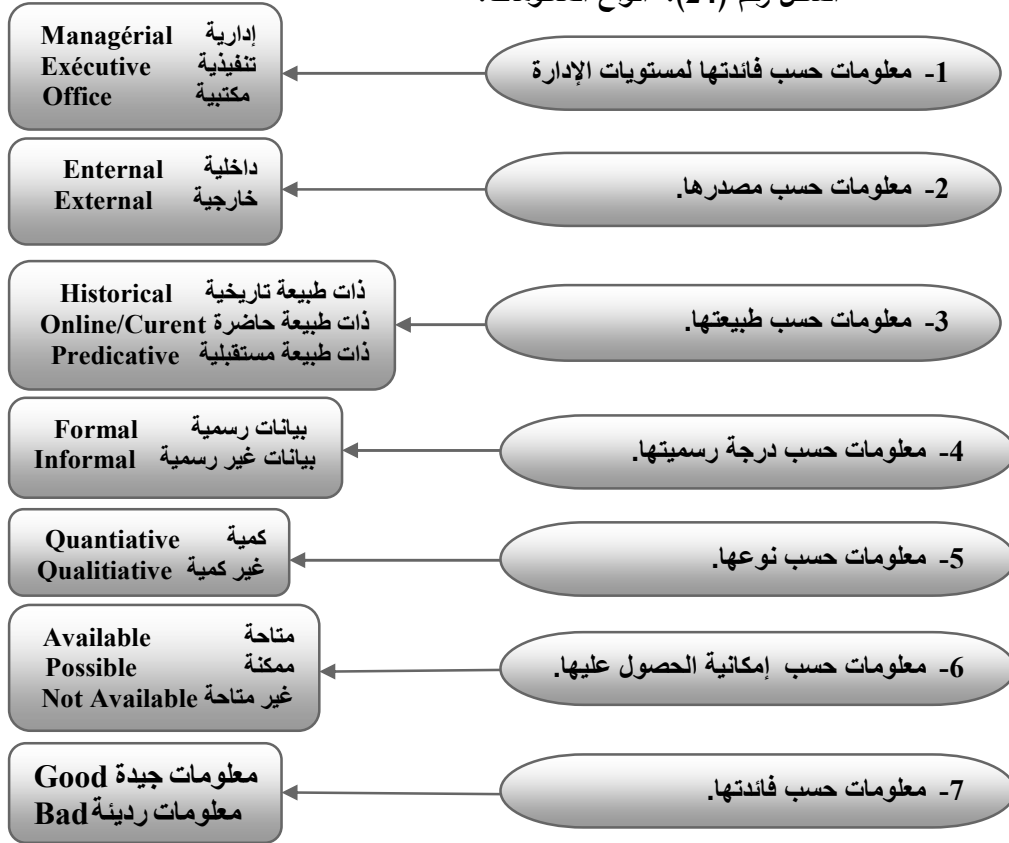 الشكل رقم (24): أنواع المعلومات.
1- معلومات حسب فائدتها لمستويات الإدارة
إدارية Managérial
تنفيذية Exécutive
مكتبية Office
2- معلومات حسب مصدرها.
داخلية Enternal
خارجية External
3- معلومات حسب طبيعتها.
ذات طبيعة تاريخية Historical
ذات طبيعة حاضرة Online/Curent
ذات طبيعة مستقبلية Predicative
4- معلومات حسب درجة رسميتها.
بيانات رسمية Formal
بيانات غير رسمية Informal
5- معلومات حسب نوعها.
كمية Quantiative
غير كمية Qualitiative
6- معلومات حسب إمكانية الحصول عليها.
متاحة Available
ممكنة Possible
غير متاحة Not Available
7- معلومات حسب فائدتها.
معلومات جيدة Good
معلومات رديئة Bad